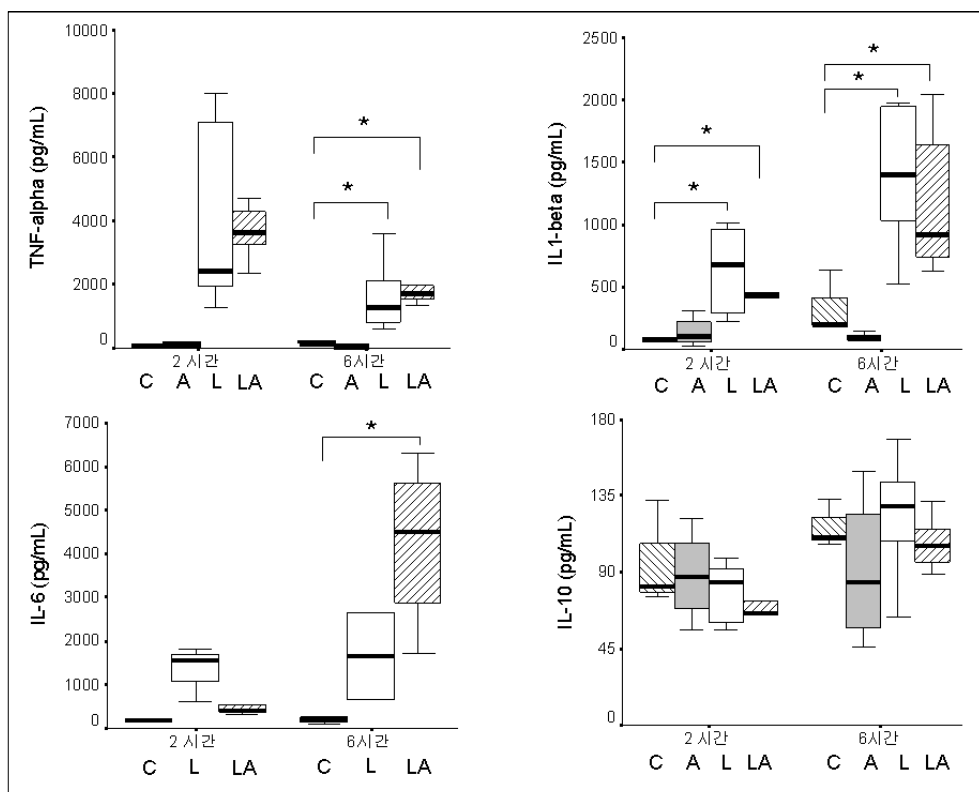 TNF-alpha (pg/mL)
10000
8000
6000
4000
2000
0
*
*
2 시간
6시간
C A L LA
C A L LA
IL1-beta (pg/mL)
2500
2000
1500
1000
500
0
*
*
*
*
2 시간
6시간
C A L LA
C A L LA
IL-6 (pg/mL)
7000
6000
5000
4000
3000
2000
1000
0
*
2 시간
6시간
C L LA
C L LA
IL-10 (pg/mL)
180
135
90
45
0
2 시간
6시간
C A L LA
C A L LA